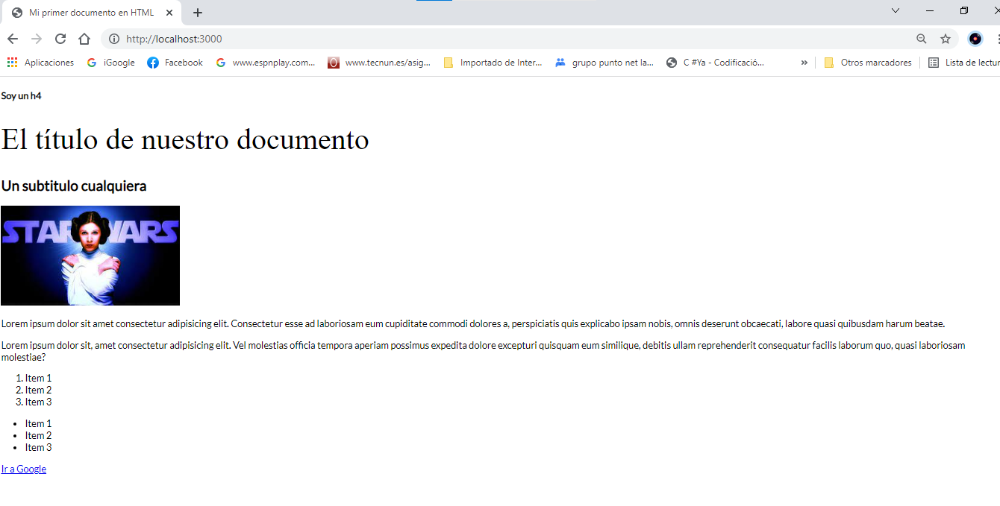 Mi primer documento en HTML
http://localhost:3000
Aplicaciones iGoogle Facebook www.espnplay.com... www.tecnun.es/asig... Importado de Inter... grupo punto net la... C #Ya - Codificació... » Otros marcadores Lista de lectur
Soy un h4
El título de nuestro documento
Un subtitulo cualquiera
STAR WARS
Lorem ipsum dolor sit amet consectetur adipisicing elit. Consectetur esse ad laboriosam eum cupiditate commodi dolores a, perspiciatis quis explicabo ipsam nobis, omnis deserunt obcaecati, labore quasi quibusdam harum beatae.
Lorem ipsum dolor sit, amet consectetur adipisicing elit. Vel molestias officia tempora aperiam possimus expedita dolore excepturi quisquam eum similique, debitis ullam reprehenderit consequatur facilis laborum quo, quasi laboriosam
molestiae?
1. Item 1
2. Item 2
3. Item 3
• Item 1
• Item 2
• Item 3
Ir a Google